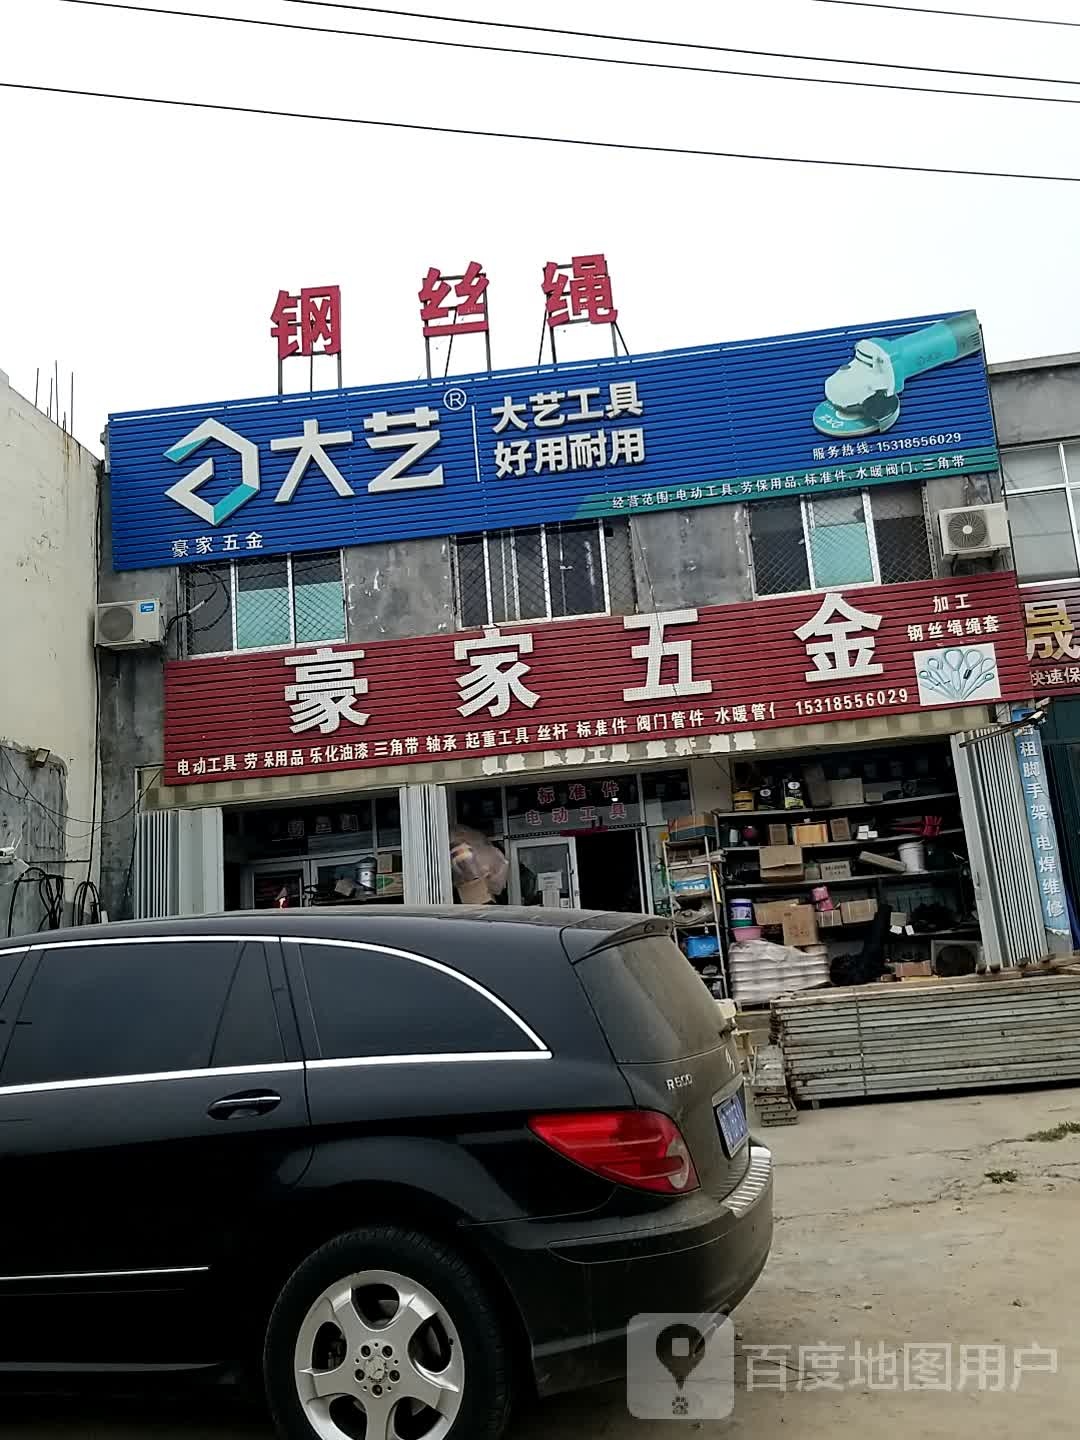 钢丝绳
大艺®
大艺工具
好用耐用
服务热线:15318556029
经营范围:电动工具、劳保用品、标准件、水暖阀门、三角带
豪家五金
豪家五金
加工
钢丝绳绳套
15318556029
电动工具 劳保用品 乐化油漆 三角带 轴承 起重工具 丝杆 标准件 阀门管件 水暖管件
标准件
电动工具
晟
快速保
租脚手架 电焊维修
R500
百度地图用户